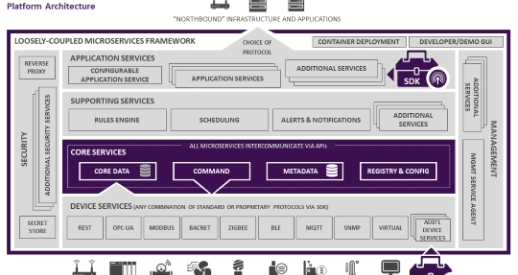 Platform Architecture
"NORTHBOUND" INFRASTRUCTURE AND APPLICATIONS
LOOSELY-COUPLED MICROSERVICES FRAMEWORK
CHOICE OF
PROTOCOL
CONTAINER DEPLOYMENT
DEVELOPER/DEMO GUI
REVERSE
PROXY
APPLICATION SERVICES
CONFIGURABLE
APPLICATION SERVICE
APPLICATION SERVICES
ADDITIONAL SERVICES
SDK
ADDITIONAL
SERVICES
SECURITY
ADDITIONAL SECURITY SERVICES
SUPPORTING SERVICES
RULES ENGINE
SCHEDULING
ALERTS & NOTIFICATIONS
ADDITIONAL
SERVICES
MANAGEMENT
ALL MICROSERVICES INTERCOMMUNICATE VIA APIs
CORE SERVICES
CORE DATA
COMMAND
METADATA
REGISTRY & CONFIG
MGMT SERVICE AGENT
DEVICE SERVICES (ANY COMBINATION OF STANDARD OR PROPRIETARY PROTOCOLS VIA SDK)
SECRET
STORE
REST
OPC-UA
MODBUS
BACNET
ZIGBEE
BLE
MQTT
SNMP
VIRTUAL
ADD'L
DEVICE
SERVICES